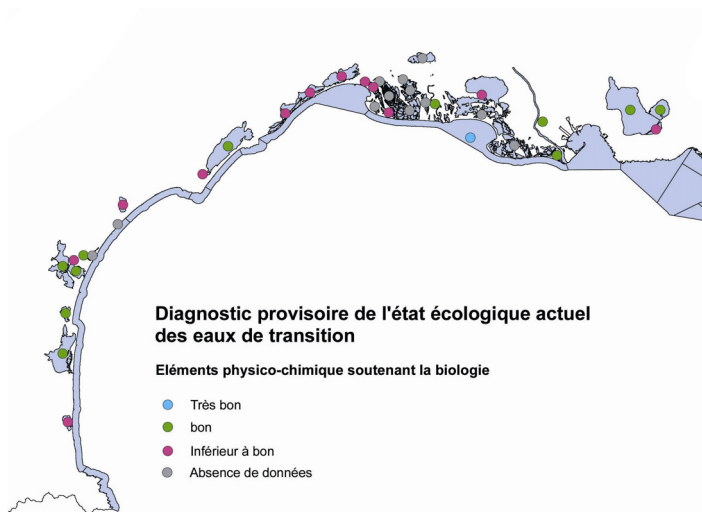 Diagnostic provisoire de l'état écologique actuel
des eaux de transition
Eléments physico-chimique soutenant la biologie
Très bon
bon
Inférieur à bon
Absence de données